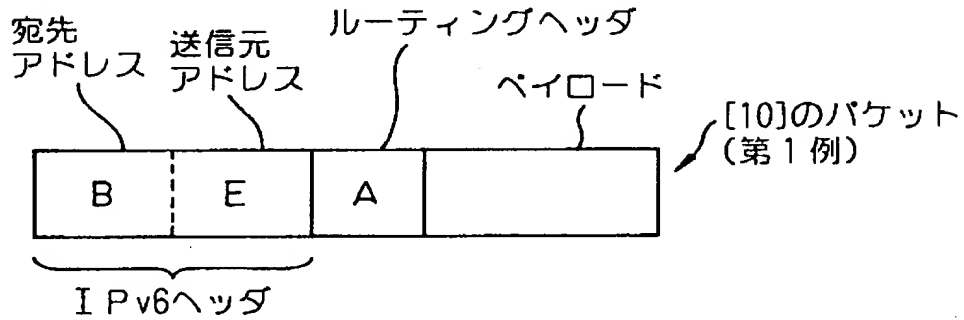 宛先
アドレス
送信元
アドレス
ルーティングヘッダ
ペイロード
[10]のパケット
(第1例)
B
E
A
IPv6ヘッダ